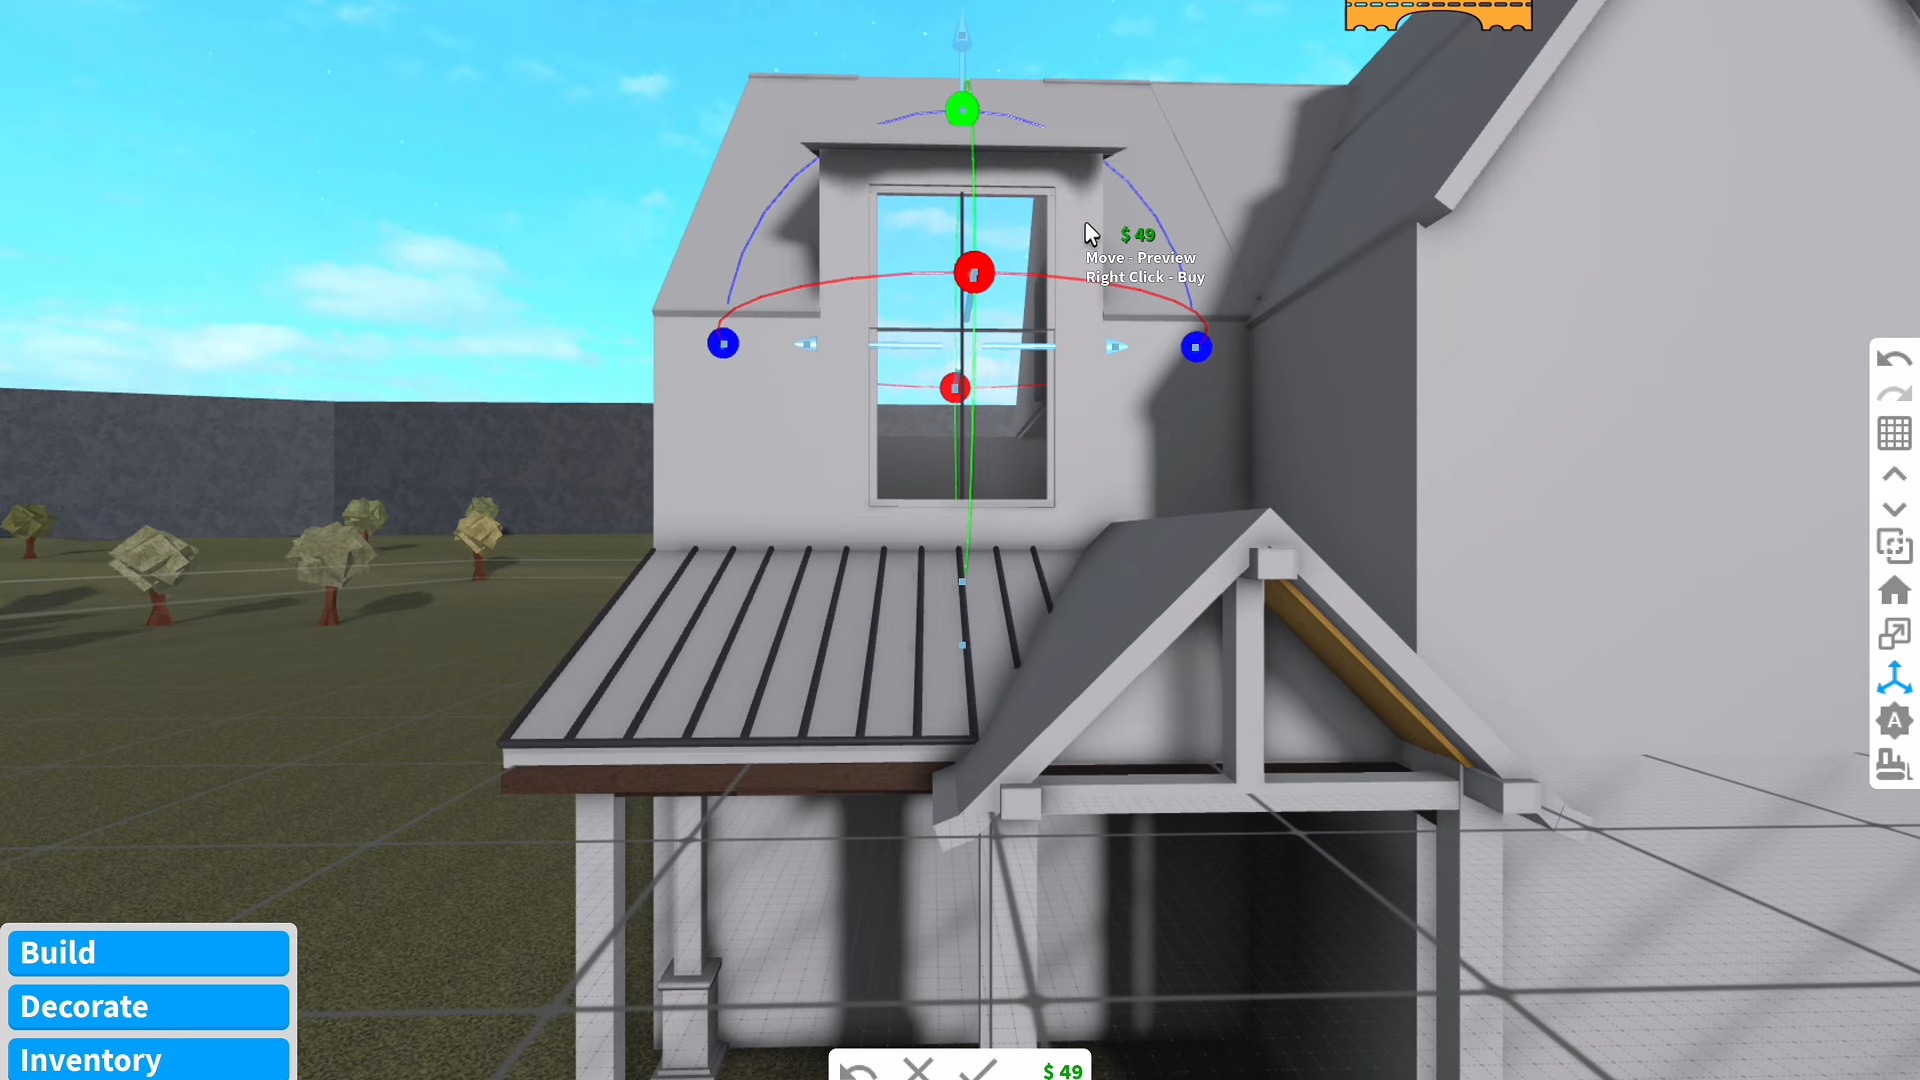 $ 49
Move - Preview
Right Click - Buy
A
Build
Decorate
Inventory
$ 49